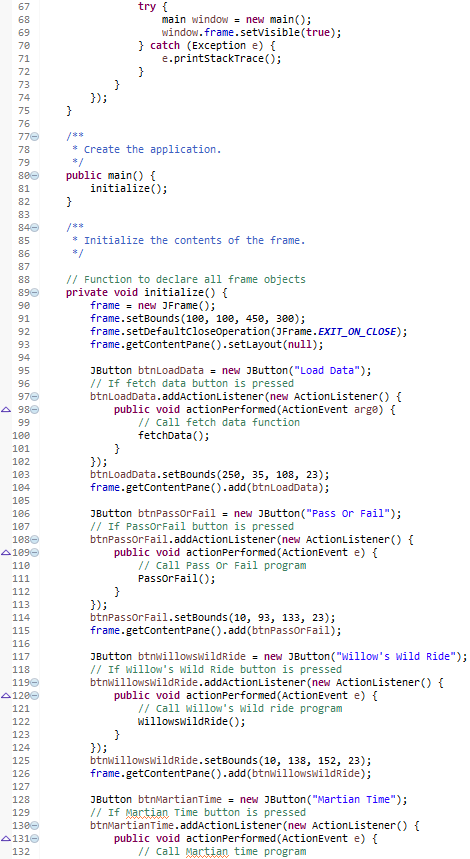 67 try {
68 main window = new main();
69 window.frame.setVisible(true);
70 } catch (Exception e) {
71 e.printStackTrace();
72 }
73 }
74 });
75 }
76
77 /**
78 * Create the application.
79 */
80 public main() {
81 initialize();
82 }
83
84 /**
85 * Initialize the contents of the frame.
86 */
87
88 // Function to declare all frame objects
89 private void initialize() {
90 frame = new JFrame();
91 frame.setBounds(100, 100, 450, 300);
92 frame.setDefaultCloseOperation(JFrame.EXIT_ON_CLOSE);
93 frame.getContentPane().setLayout(null);
94
95 JButton btnLoadData = new JButton("Load Data");
96 // If fetch data button is pressed
97 btnLoadData.addActionListener(new ActionListener() {
98 public void actionPerformed(ActionEvent arg0) {
99 // Call fetch data function
100 fetchData();
101 }
102 });
103 btnLoadData.setBounds(250, 35, 108, 23);
104 frame.getContentPane().add(btnLoadData);
105
106 JButton btnPassOrFail = new JButton("Pass Or Fail");
107 // If PassOrFail button is pressed
108 btnPassOrFail.addActionListener(new ActionListener() {
109 public void actionPerformed(ActionEvent e) {
110 // Call Pass Or Fail program
111 PassOrFail();
112 }
113 });
114 btnPassOrFail.setBounds(10, 93, 133, 23);
115 frame.getContentPane().add(btnPassOrFail);
116
117 JButton btnWillowsWildRide = new JButton("Willow's Wild Ride");
118 // If Willow's Wild Ride button is pressed
119 btnWillowsWildRide.addActionListener(new ActionListener() {
120 public void actionPerformed(ActionEvent e) {
121 // Call Willow's Wild ride program
122 WillowsWildRide();
123 }
124 });
125 btnWillowsWildRide.setBounds(10, 138, 152, 23);
126 frame.getContentPane().add(btnWillowsWildRide);
127
128 JButton btnMartianTime = new JButton("Martian Time");
129 // If Martian Time button is pressed
130 btnMartianTime.addActionListener(new ActionListener() {
131 public void actionPerformed(ActionEvent e) {
132 // Call Martian time program